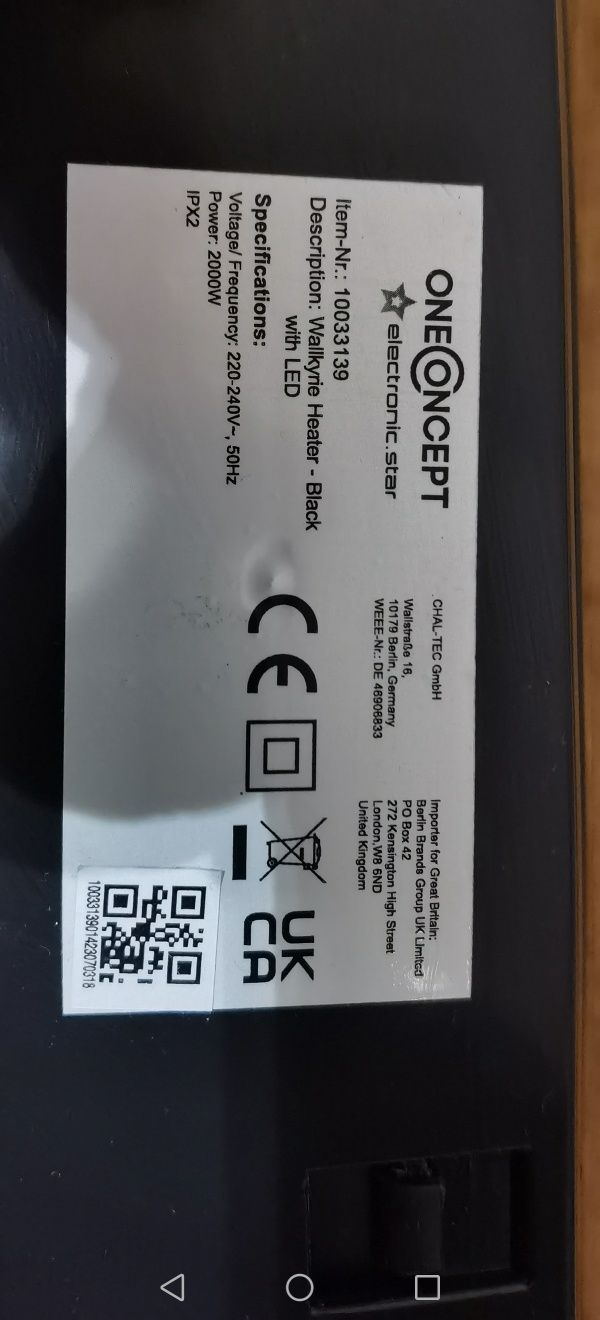 ONECONCEPT
electronic.star
CHAL-TEC GmbH
Wallstraße 16,
10179 Berlin, Germany
WEEE-Nr.: DE 46906833
Importer for Great Britain:
Berlin Brands Group UK Limited
PO Box 42
272 Kensington High Street
London,W8 6ND
United Kingdom
Item-Nr.: 10033139
Description: Wallkyrie Heater - Black
with LED
Specifications:
Voltage/ Frequency: 220-240V~, 50Hz
Power: 2000W
IPX2
CE
UK
CA
1003313901423070318